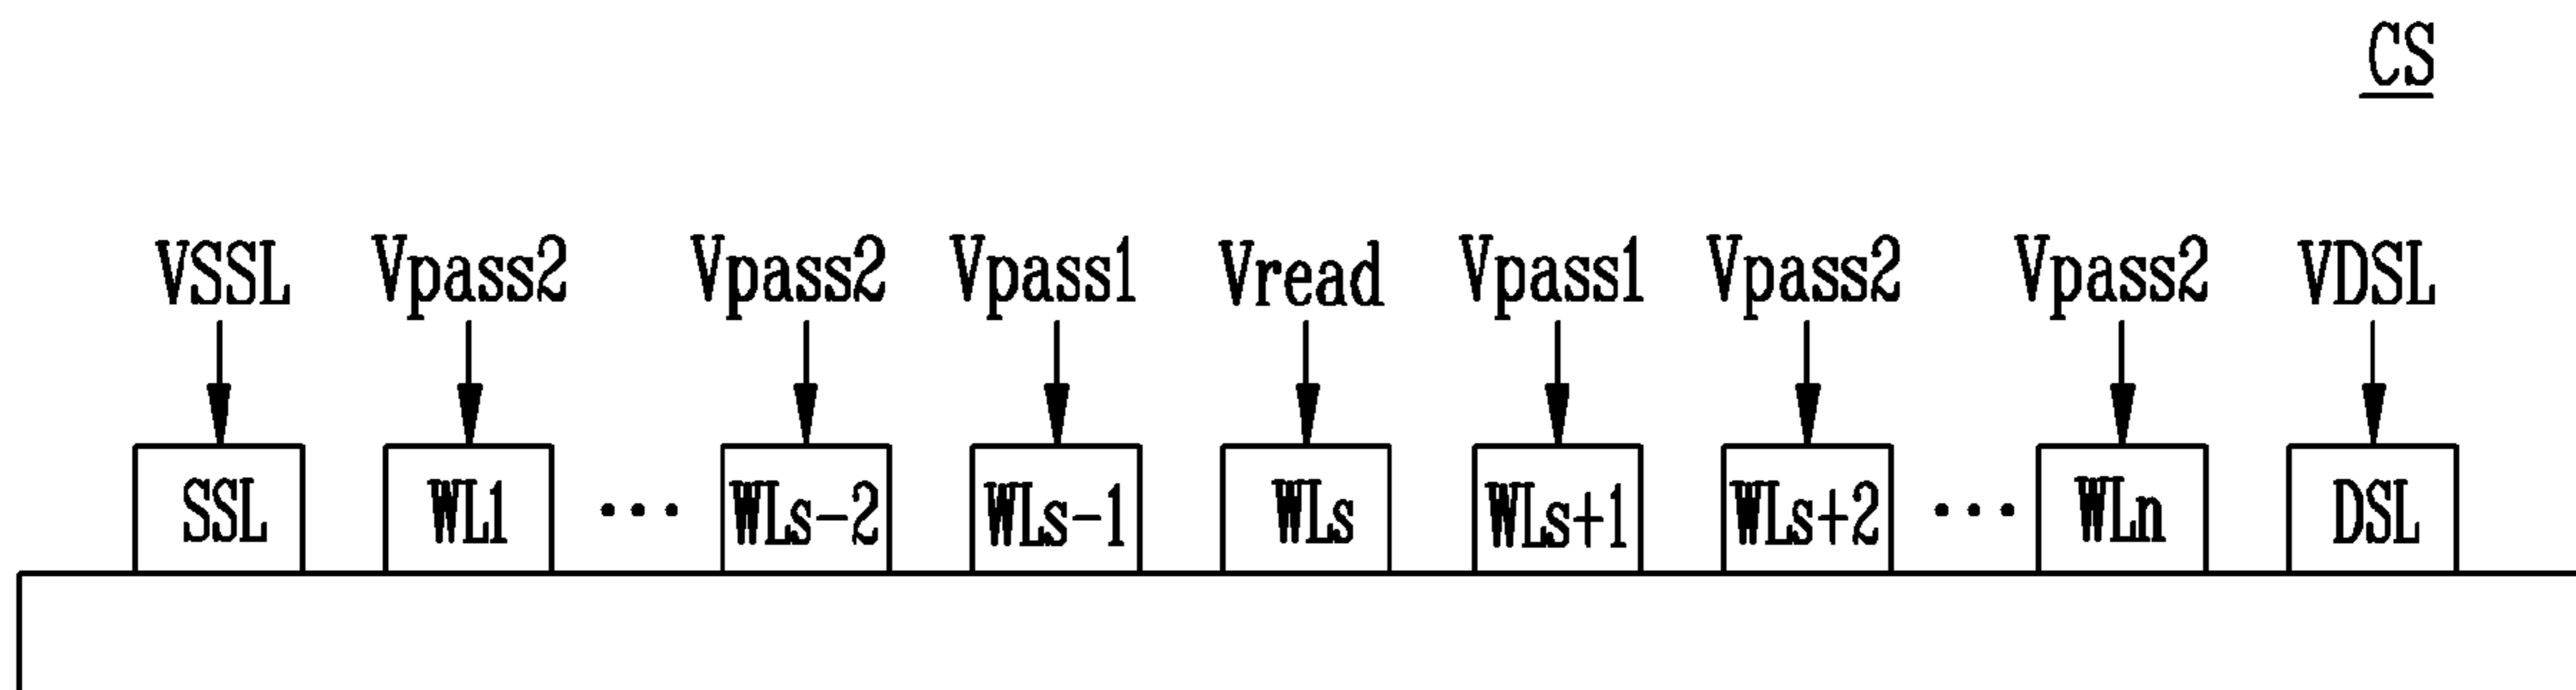 CS
VSSL Vpass2 Vpass2 Vpass1 Vread Vpass1 Vpass2 Vpass2 VDSL
SSL WL1 ... WLs-2 WLs-1 WLs WLs+1 WLs+2 ... WLn DSL